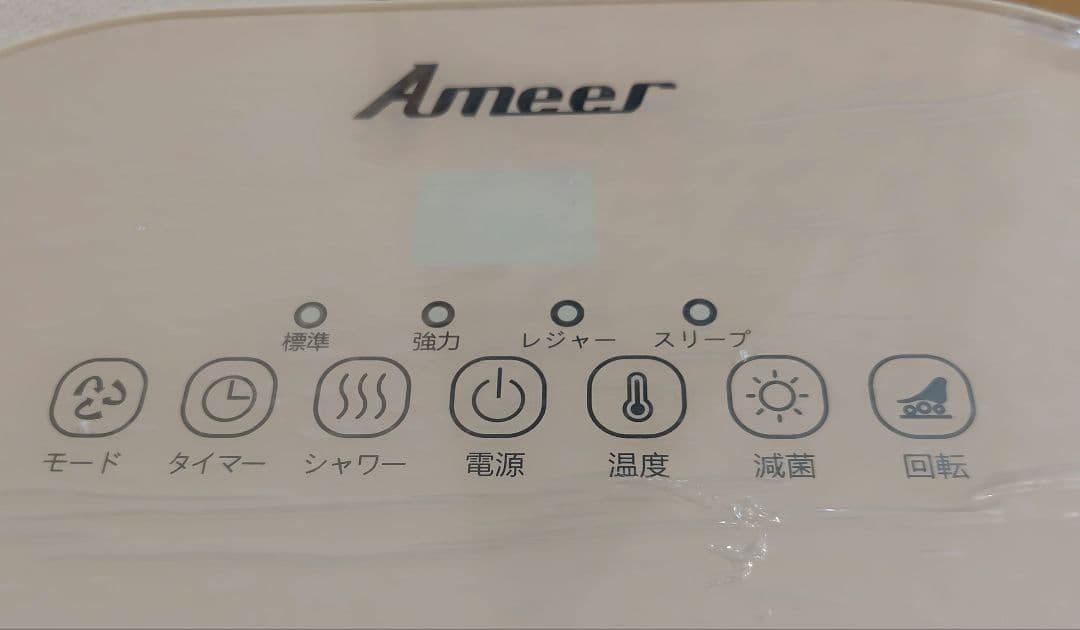 Ameer
標準 強力 レジャー スリープ
モード タイマー シャワー 電源 温度 減菌 回転